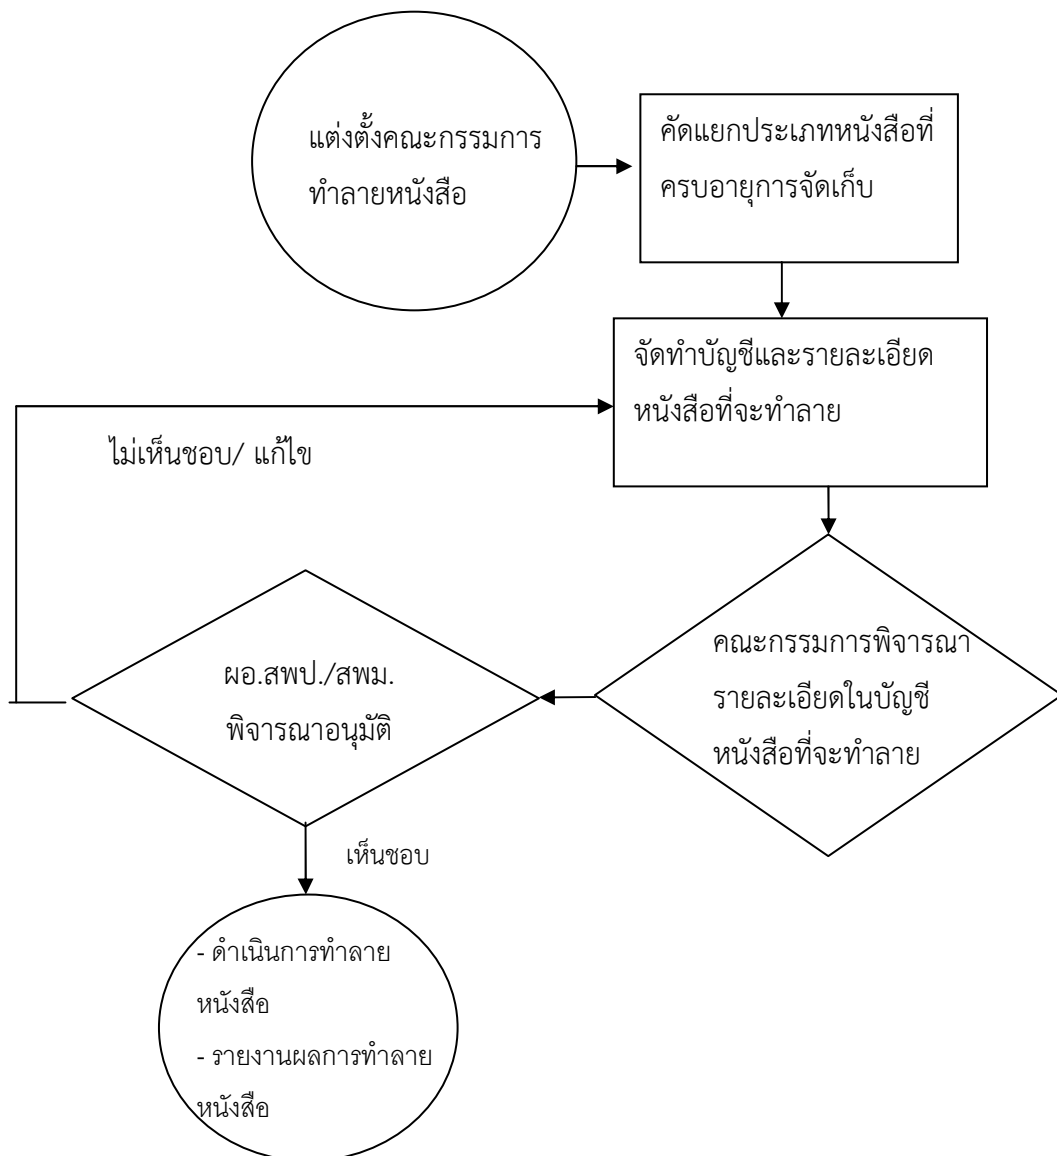 แต่งตั้งคณะกรรมการ
ทำลายหนังสือ
คัดแยกประเภทหนังสือที่
ครบอายุการจัดเก็บ
จัดทำบัญชีและรายละเอียด
หนังสือที่จะทำลาย
ไม่เห็นชอบ/ แก้ไข
คณะกรรมการพิจารณา
รายละเอียดในบัญชี
หนังสือที่จะทำลาย
ผอ.สพป./สพม.
พิจารณาอนุมัติ
เห็นชอบ
- ดำเนินการทำลาย
หนังสือ
- รายงานผลการทำลาย
หนังสือ